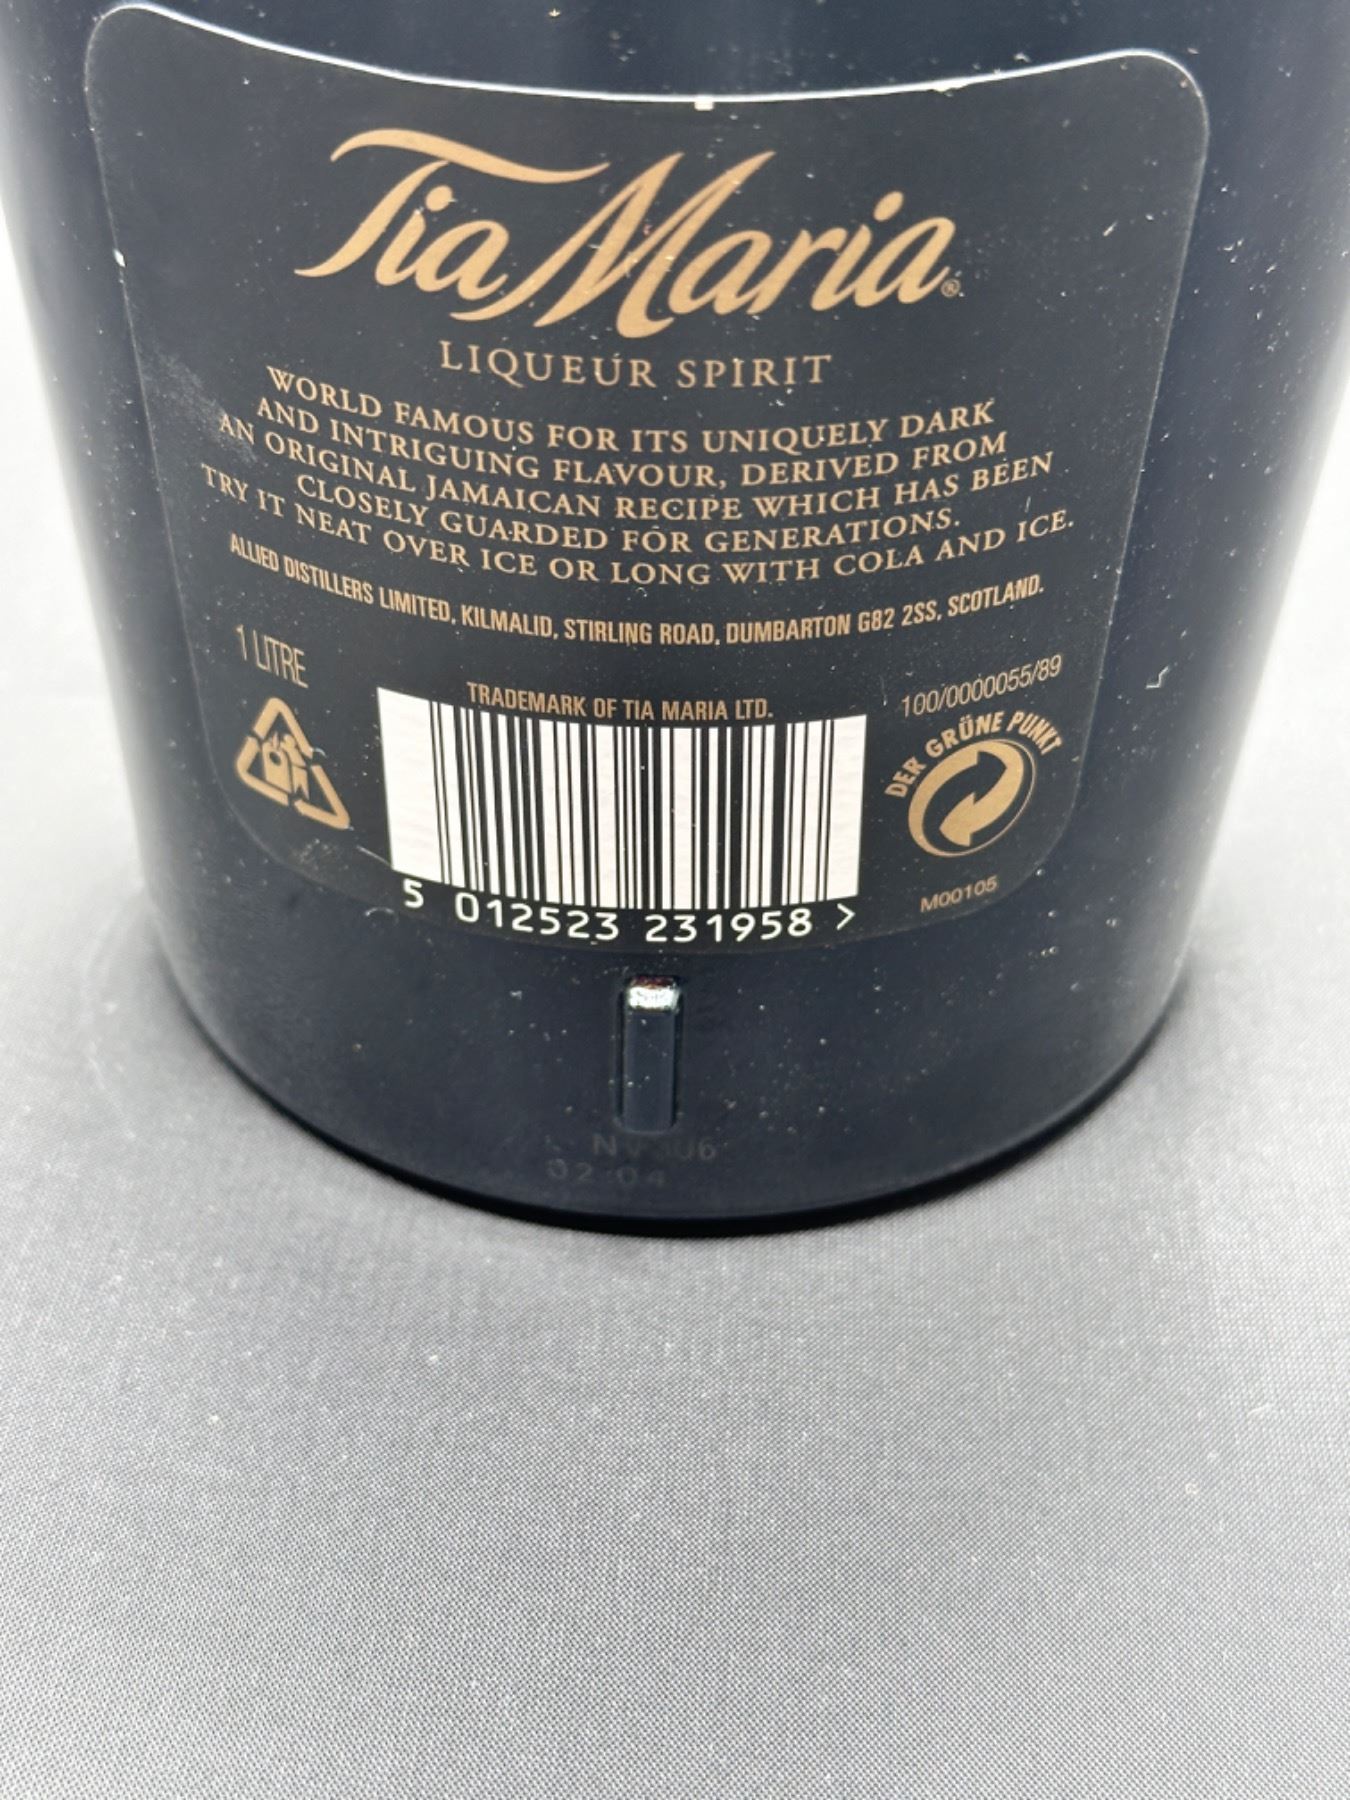 Tia Maria®
LIQUEUR SPIRIT
WORLD FAMOUS FOR ITS UNIQUELY DARK
AND INTRIGUING FLAVOUR, DERIVED FROM
AN ORIGINAL JAMAICAN RECIPE WHICH HAS BEEN
CLOSELY GUARDED FOR GENERATIONS.
TRY IT NEAT OVER ICE OR LONG WITH COLA AND ICE.
ALLIED DISTILLERS LIMITED, KILMALID, STIRLING ROAD, DUMBARTON G82 2SS, SCOTLAND.
1 LITRE
TRADEMARK OF TIA MARIA LTD.
100/0000055/89
DER GRÜNE PUNKT
5 012523 231958 >
M00105